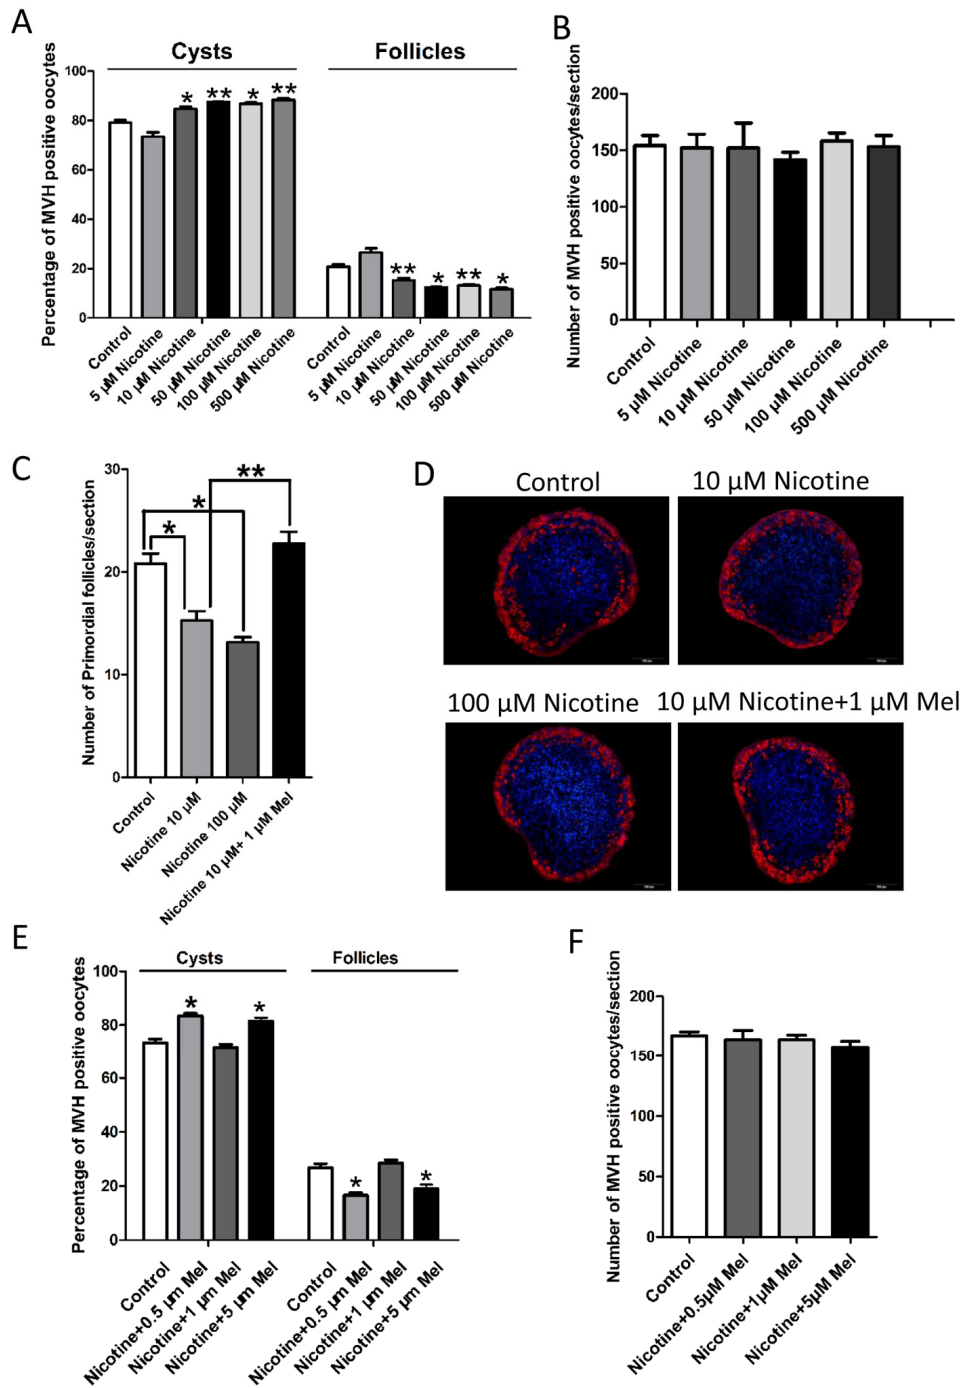 A
Cysts
Follicles
Percentage of MVH positive oocytes
100
80
60
40
20
0
* ** * **
** * ** *
Control
5 µM Nicotine
10 µM Nicotine
50 µM Nicotine
100 µM Nicotine
500 µM Nicotine
Control
5 µM Nicotine
10 µM Nicotine
50 µM Nicotine
100 µM Nicotine
500 µM Nicotine
B
Number of MVH positive oocytes/section
200
150
100
50
0
Control
5 µM Nicotine
10 µM Nicotine
50 µM Nicotine
100 µM Nicotine
500 µM Nicotine
C
Number of Primordial follicles/section
30
20
10
0
**
*
*
Control
Nicotine 10 µM
Nicotine 100 µM
Nicotine 10 µM+ 1 µM Mel
D
Control
10 µM Nicotine
100 µM Nicotine
10 µM Nicotine+1 µM Mel
E
Cysts
Follicles
Percentage of MVH positive oocytes
100
80
60
40
20
0
* *
* *
Control
Nicotine+0.5 µm Mel
Nicotine+1 µm Mel
Nicotine+5 µm Mel
Control
Nicotine+0.5 µm Mel
Nicotine+1 µm Mel
Nicotine+5 µm Mel
F
Number of MVH positive oocytes/section
200
150
100
50
0
Control
Nicotine+0.5µM Mel
Nicotine+1µM Mel
Nicotine+5µM Mel